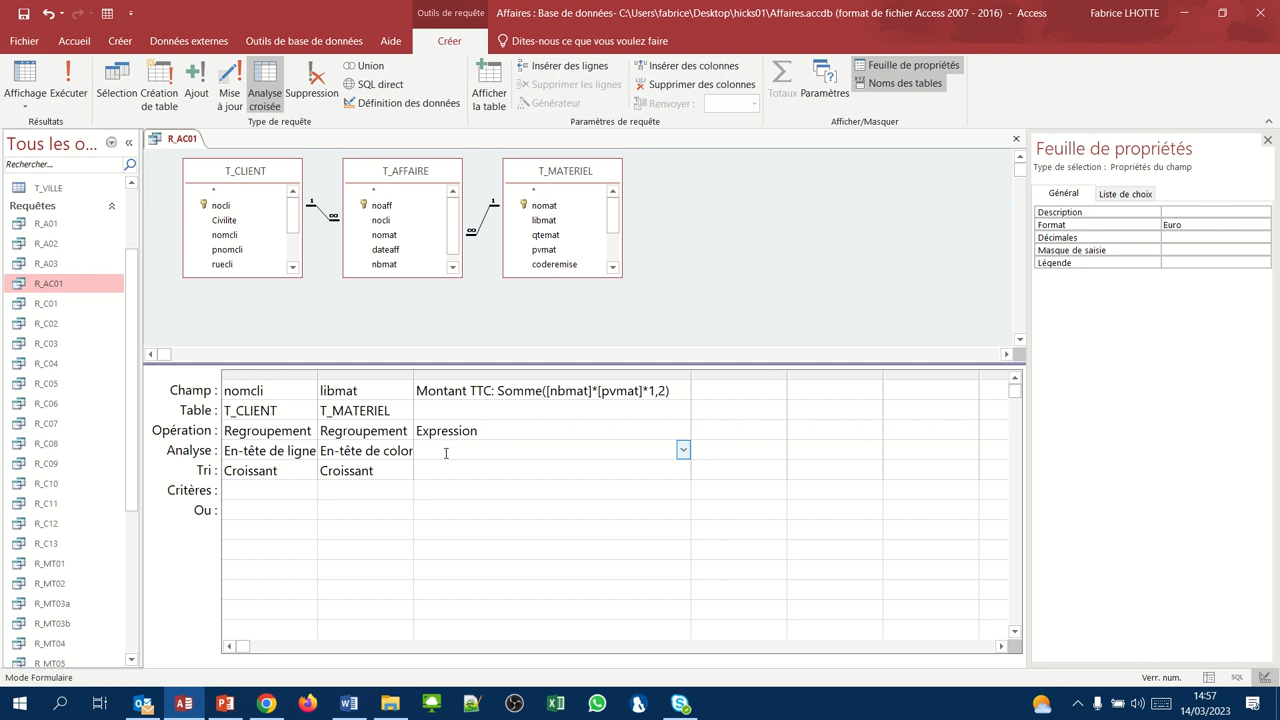 Outils de requête
Affaires : Base de données- C:\Users\fabrice\Desktop\hicks01\Affaires.accdb (format de fichier Access 2007 - 2016) - Access
Fabrice LHOTTE
Fichier Accueil Créer Données externes Outils de base de données Aide Créer Dites-nous ce que vous voulez faire
Affichage
Exécuter
Sélection
Création de table
Ajout
Mise à jour
Analyse croisée
Suppression
Union
SQL direct
Définition des données
Afficher la table
Insérer des lignes
Supprimer les lignes
Générateur
Insérer des colonnes
Supprimer des colonnes
Renvoyer :
Totaux
Paramètres
Feuille de propriétés
Noms des tables
Résultats
Type de requête
Paramètres de requête
Afficher/Masquer
Tous les o...
Rechercher...
T_VILLE
Requêtes
R_A01
R_A02
R_A03
R_AC01
R_C01
R_C02
R_C03
R_C04
R_C05
R_C06
R_C07
R_C08
R_C09
R_C10
R_C11
R_C12
R_C13
R_MT01
R_MT02
R_MT03a
R_MT03b
R_MT04
R_MT05
R_AC01
T_CLIENT
*
nocli
Civilite
nomcli
pnomcli
ruecli
1
∞
T_AFFAIRE
*
noaff
nocli
nomat
dateaff
nbmat
∞
1
T_MATERIEL
*
nomat
libmat
qtemat
pvmat
coderemise
Champ : nomcli libmat Montant TTC: Somme([nbmat]*[pvmat]*1,2)
Table : T_CLIENT T_MATERIEL
Opération : Regroupement Regroupement Expression
Analyse : En-tête de ligne En-tête de color
Tri : Croissant Croissant
Critères :
Ou :
Feuille de propriétés
Type de sélection : Propriétés du champ
Général Liste de choix
Description
Format Euro
Décimales
Masque de saisie
Légende
Mode Formulaire
Verr. num.
SQL
14:57
14/03/2023